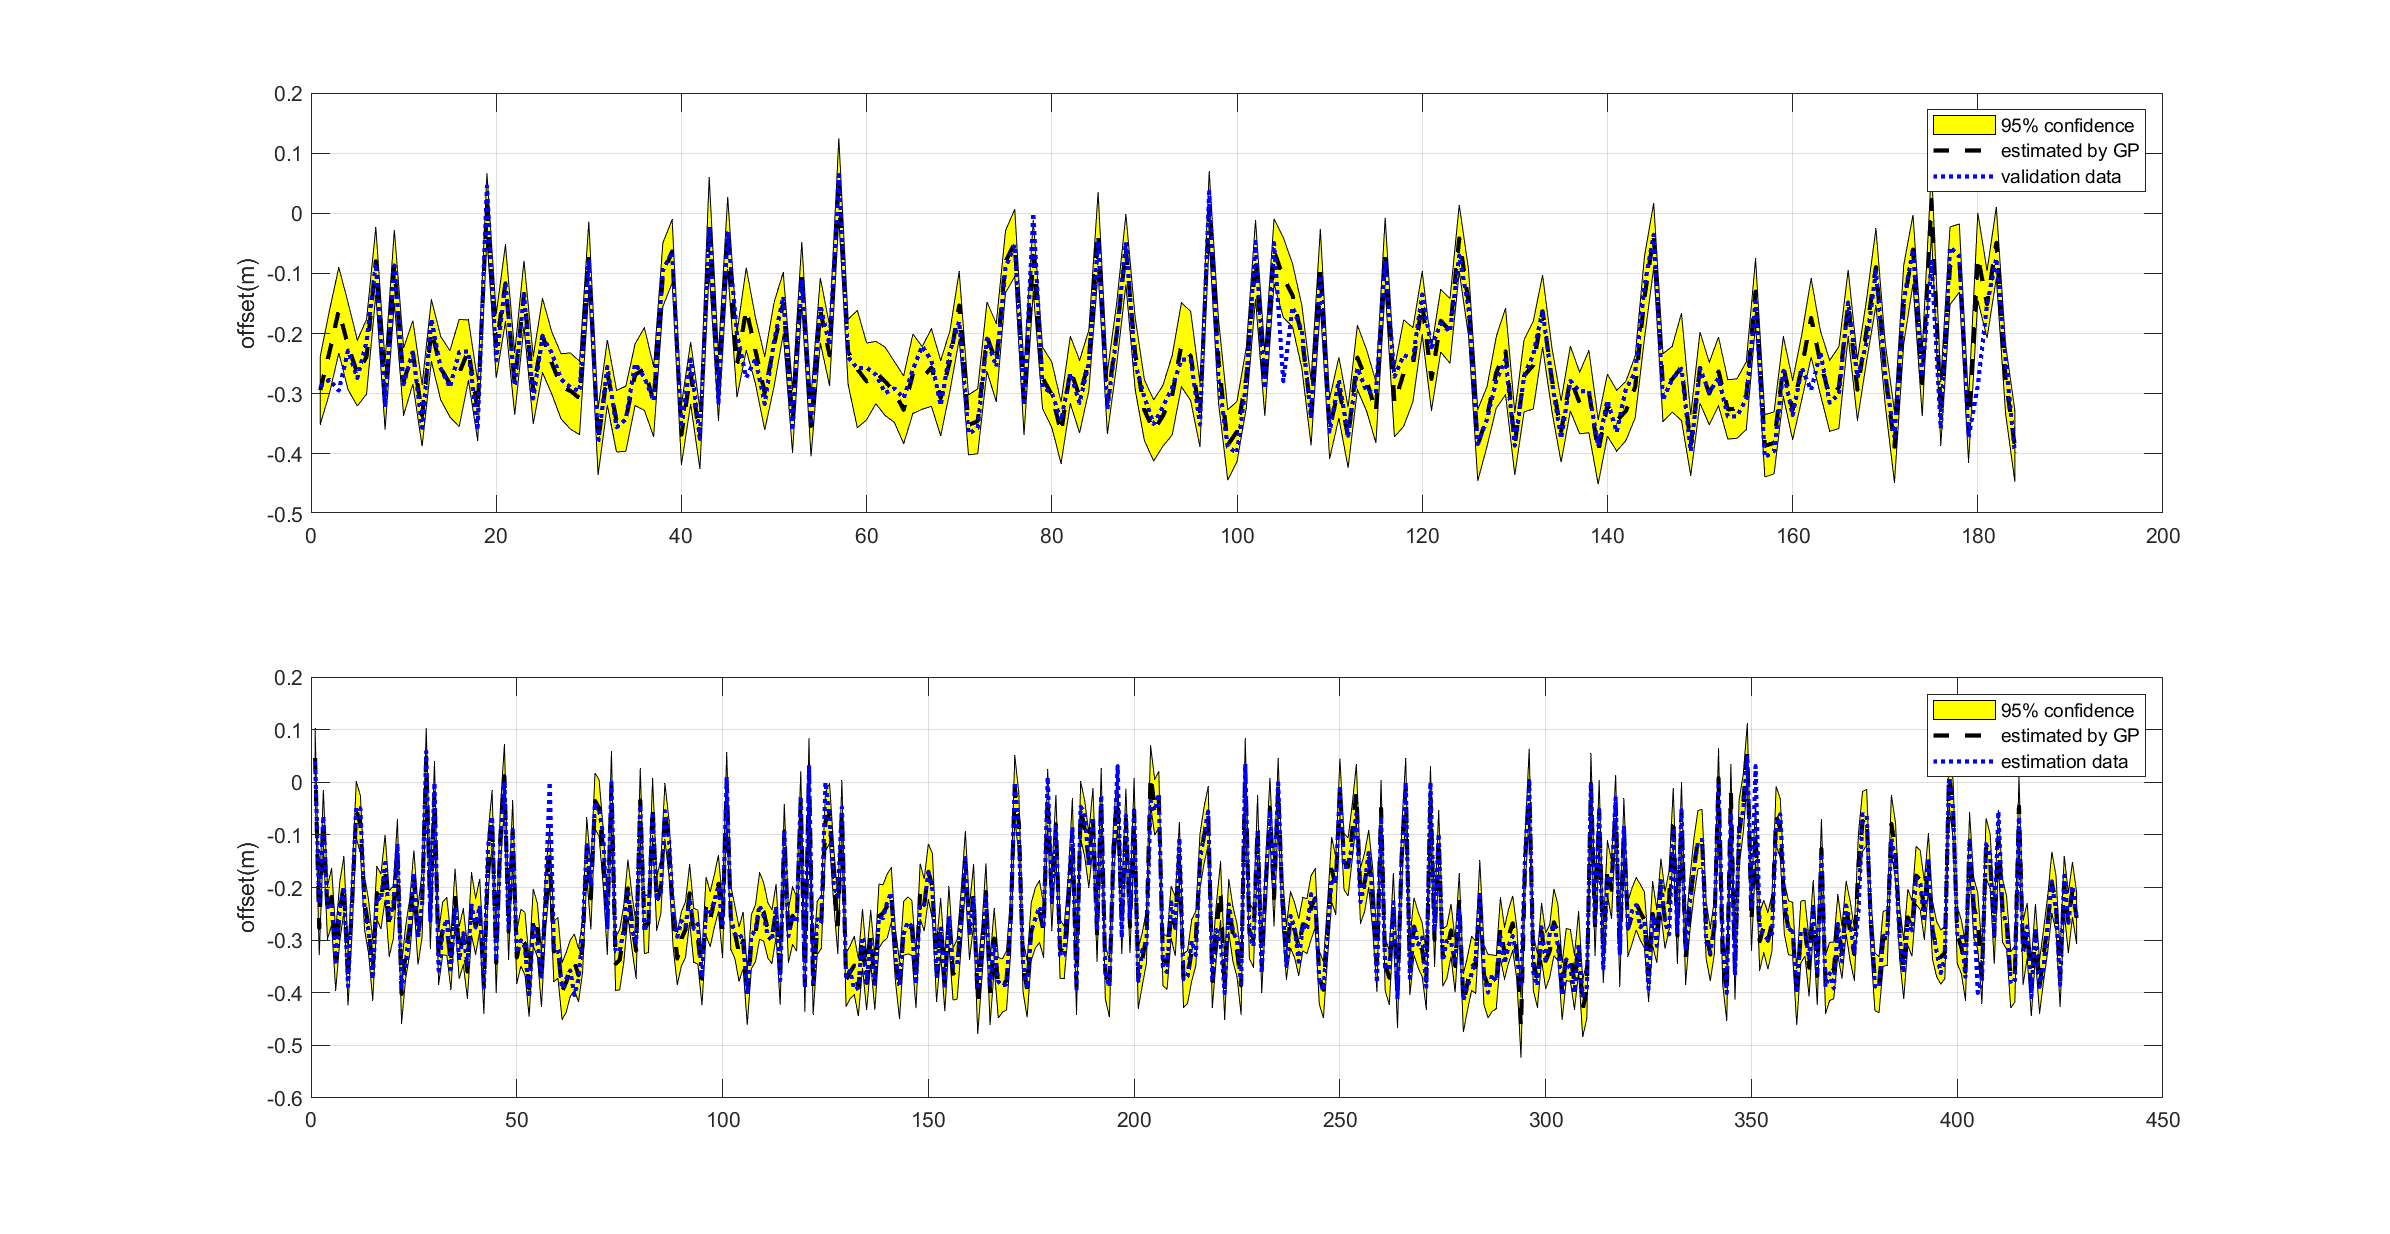 0.2
0.1
0
-0.1
-0.2
-0.3
-0.4
-0.5
offset(m)
0 20 40 60 80 100 120 140 160 180 200
95% confidence
estimated by GP
validation data
0.2
0.1
0
-0.1
-0.2
-0.3
-0.4
-0.5
-0.6
offset(m)
0 50 100 150 200 250 300 350 400 450
95% confidence
estimated by GP
estimation data